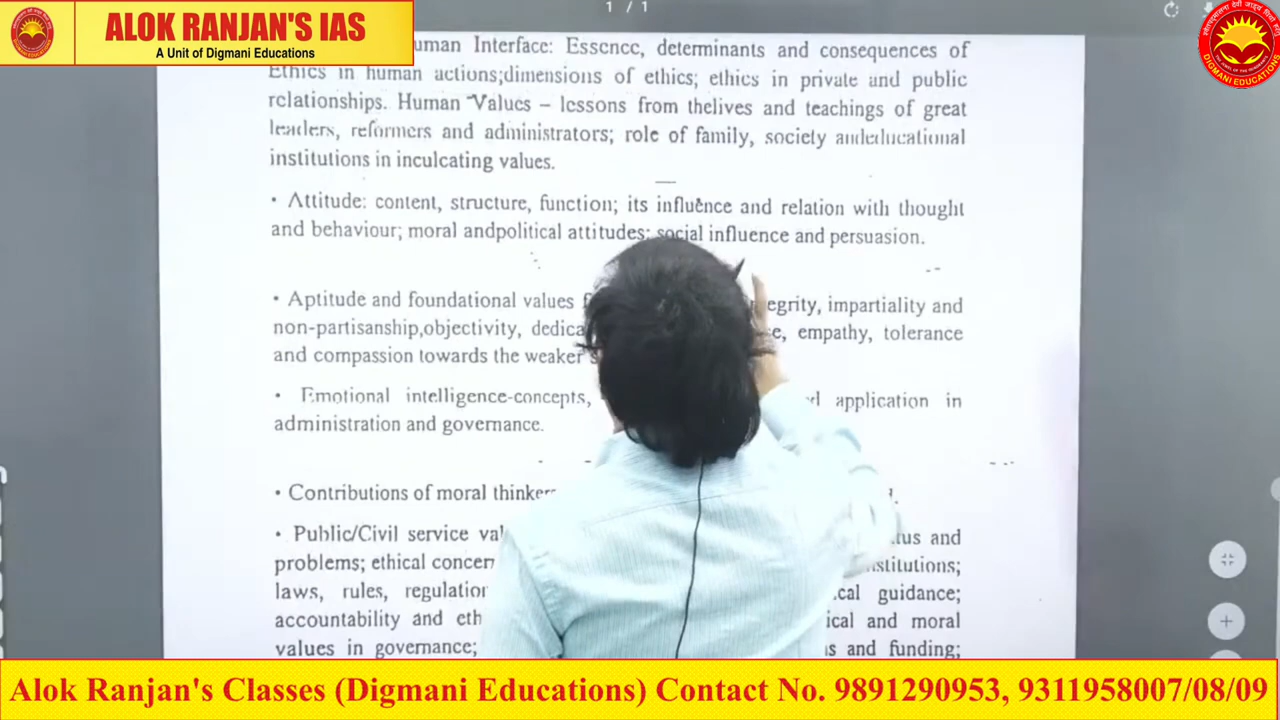 1 / 1
ALOK RANJAN'S IAS
A Unit of Digmani Educations
DIGMANI EDUCATIONS
uman Interface: Essence, determinants and consequences of
Ethics in human actions;dimensions of ethics; ethics in private and public
relationships. Human Values – lessons from thelives and teachings of great
leaders, reformers and administrators; role of family, society andeducational
institutions in inculcating values.
• Attitude: content, structure, function; its influence and relation with thought
and behaviour; moral andpolitical attitudes; social influence and persuasion.
• Aptitude and foundational values egrity, impartiality and
non-partisanship,objectivity, dedica e, empathy, tolerance
and compassion towards the weaker
• Emotional intelligence-concepts, application in
administration and governance.
• Contributions of moral thinkers
• Public/Civil service val tus and
problems; ethical concern stitutions;
laws, rules, regulation cal guidance;
accountability and eth ical and moral
values in governance; s and funding;
Alok Ranjan's Classes (Digmani Educations) Contact No. 9891290953, 9311958007/08/09